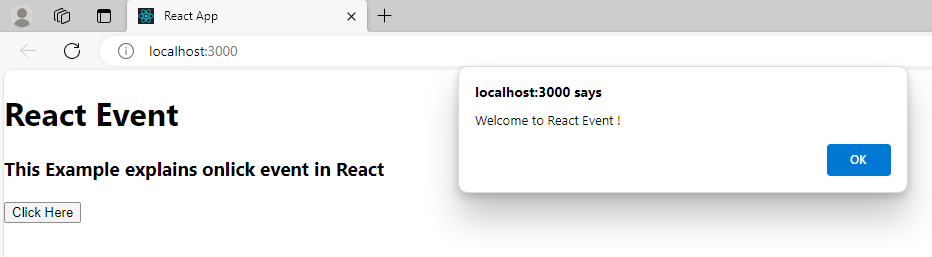 React App
localhost:3000
localhost:3000 says
Welcome to React Event !
OK
React Event
This Example explains onlick event in React
Click Here